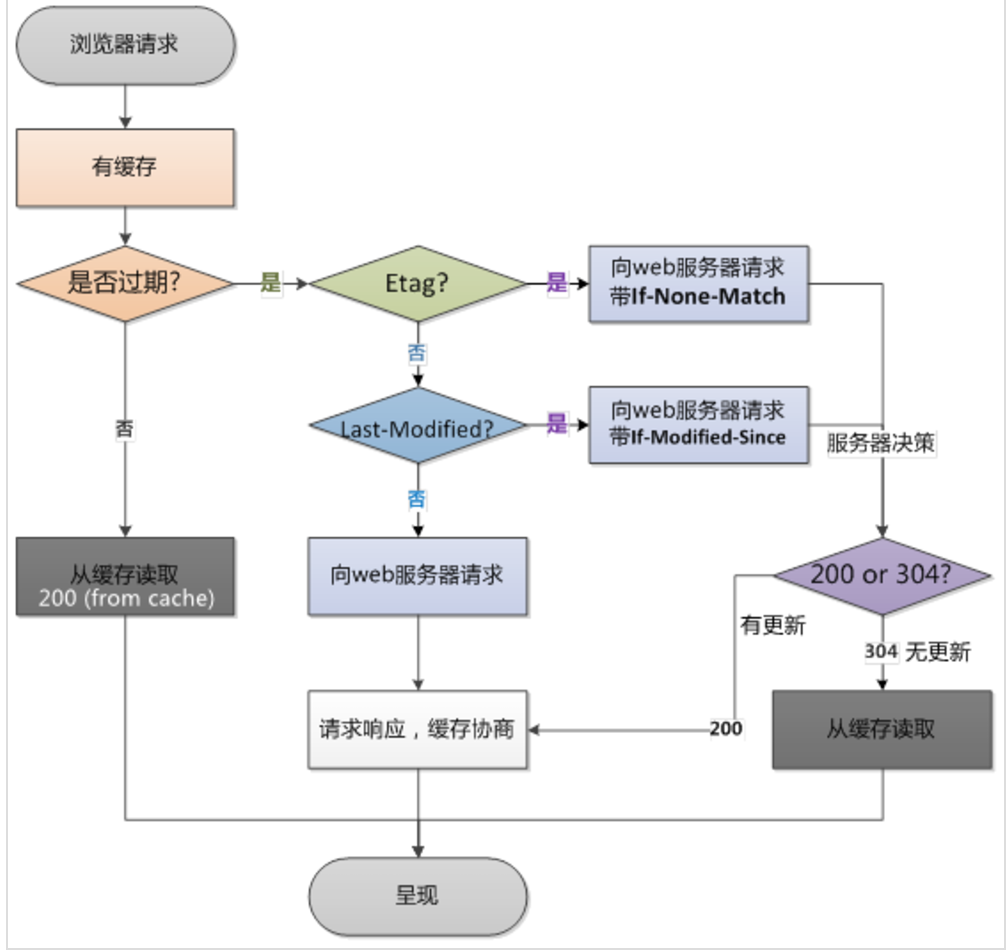 浏览器请求
有缓存
是否过期?
是
Etag?
是
向web服务器请求
带If-None-Match
否
否
Last-Modified?
是
向web服务器请求
带If-Modified-Since
服务器决策
否
从缓存读取
200 (from cache)
向web服务器请求
200 or 304?
有更新
304 无更新
请求响应，缓存协商
200
从缓存读取
呈现